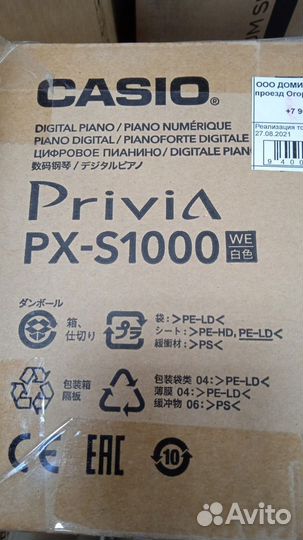 CASIO®
DIGITAL PIANO / PIANO NUMÉRIQUE
PIANO DIGITAL / PIANOFORTE DIGITALE
ЦИФРОВОЕ ПИАНИНО / DIGITALE PIAN
数码钢琴 / デジタルピアノ
ООО ДОМИ
проезд Огор
+7 9
Реализация то
27.08.2021
9400
Privia
PX-S1000 WE 白色
ダンボール
箱、
仕切り
プラ
袋:>PE-LD<
シート:>PE-HD, PE-LD<
緩衝材:>PS<
包装箱
隔板
包装袋类 04:>PE-LD<
薄膜 04:>PE-LD<
缓冲物 06:>PS<
CE EAC 10
Avito